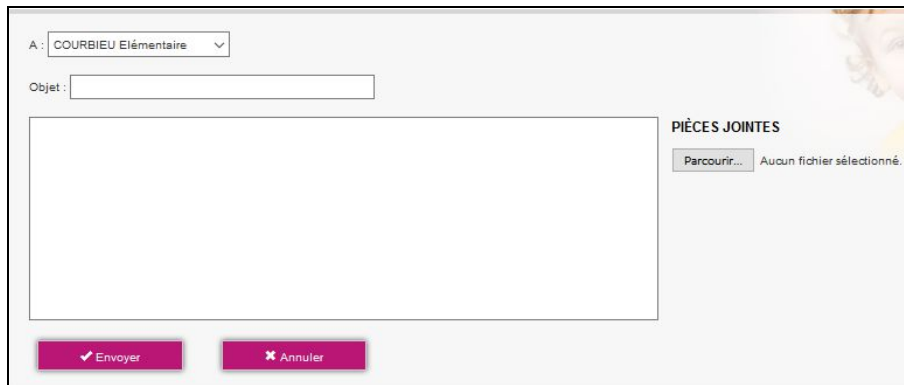 A : COURBIEU Elémentaire
Objet :
PIÈCES JOINTES
Parcourir... Aucun fichier sélectionné.
✔ Envoyer ✖ Annuler